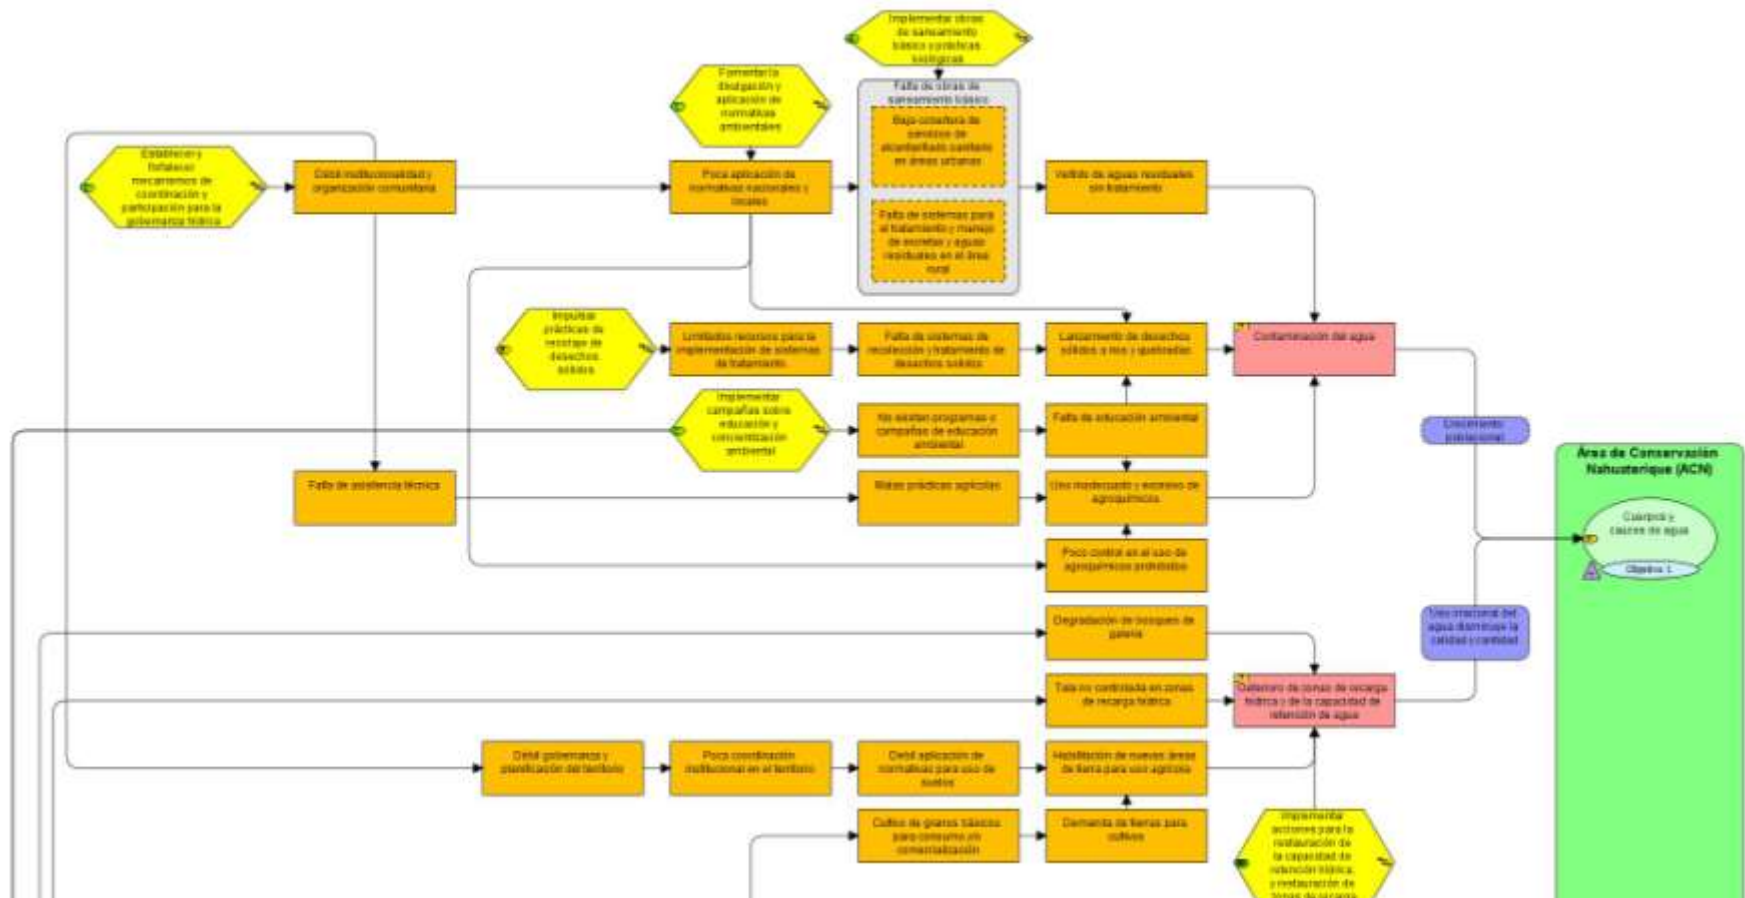 Implementar obras
de saneamiento
básico y prácticas
biológicas
Fomentar la
divulgación y
aplicación de
normativas
ambientales
Falta de obras de
saneamiento básico
Baja cobertura de
servicios de
alcantarillado sanitario
en áreas urbanas
Establecer y
fortalecer
mecanismos de
coordinación y
participación para la
gobernanza hídrica
Débil institucionalidad y
organización comunitaria
Poca aplicación de
normativas nacionales y
locales
Vertido de aguas residuales
sin tratamiento
Falta de sistemas para
el tratamiento y manejo
de excretas y aguas
residuales en el área
rural
Impulsar
prácticas de
reciclaje de
desechos
sólidos
Limitados recursos para la
implementación de sistemas
de tratamiento
Falta de sistemas de
recolección y tratamiento de
desechos sólidos
Lanzamiento de desechos
sólidos a ríos y quebradas
Contaminación del agua
Implementar
campañas sobre
educación y
concientización
ambiental
No existen programas o
campañas de educación
ambiental
Falta de educación ambiental
Crecimiento
poblacional
Área de Conservación
Nahuaterique (ACN)
Falta de asistencia técnica
Malas prácticas agrícolas
Uso inadecuado y excesivo de
agroquímicos
Cuerpos y
cauces de agua
Objetivo 1
Poco control en el uso de
agroquímicos prohibidos
Degradación de bosques de
galería
Uso irracional del
agua disminuye la
calidad y cantidad
Tala no controlada en zonas
de recarga hídrica
Deterioro de zonas de recarga
hídrica y de la capacidad de
retención de agua
Débil gobernanza y
planificación del territorio
Poca coordinación
institucional en el territorio
Débil aplicación de
normativas para uso de
suelos
Habilitación de nuevas áreas
de tierra para uso agrícola
Cultivo de granos básicos
para consumo y/o
comercialización
Demanda de tierras para
cultivos
Implementar
acciones para la
restauración de
la capacidad de
retención hídrica,
y restauración de
zonas de recarga